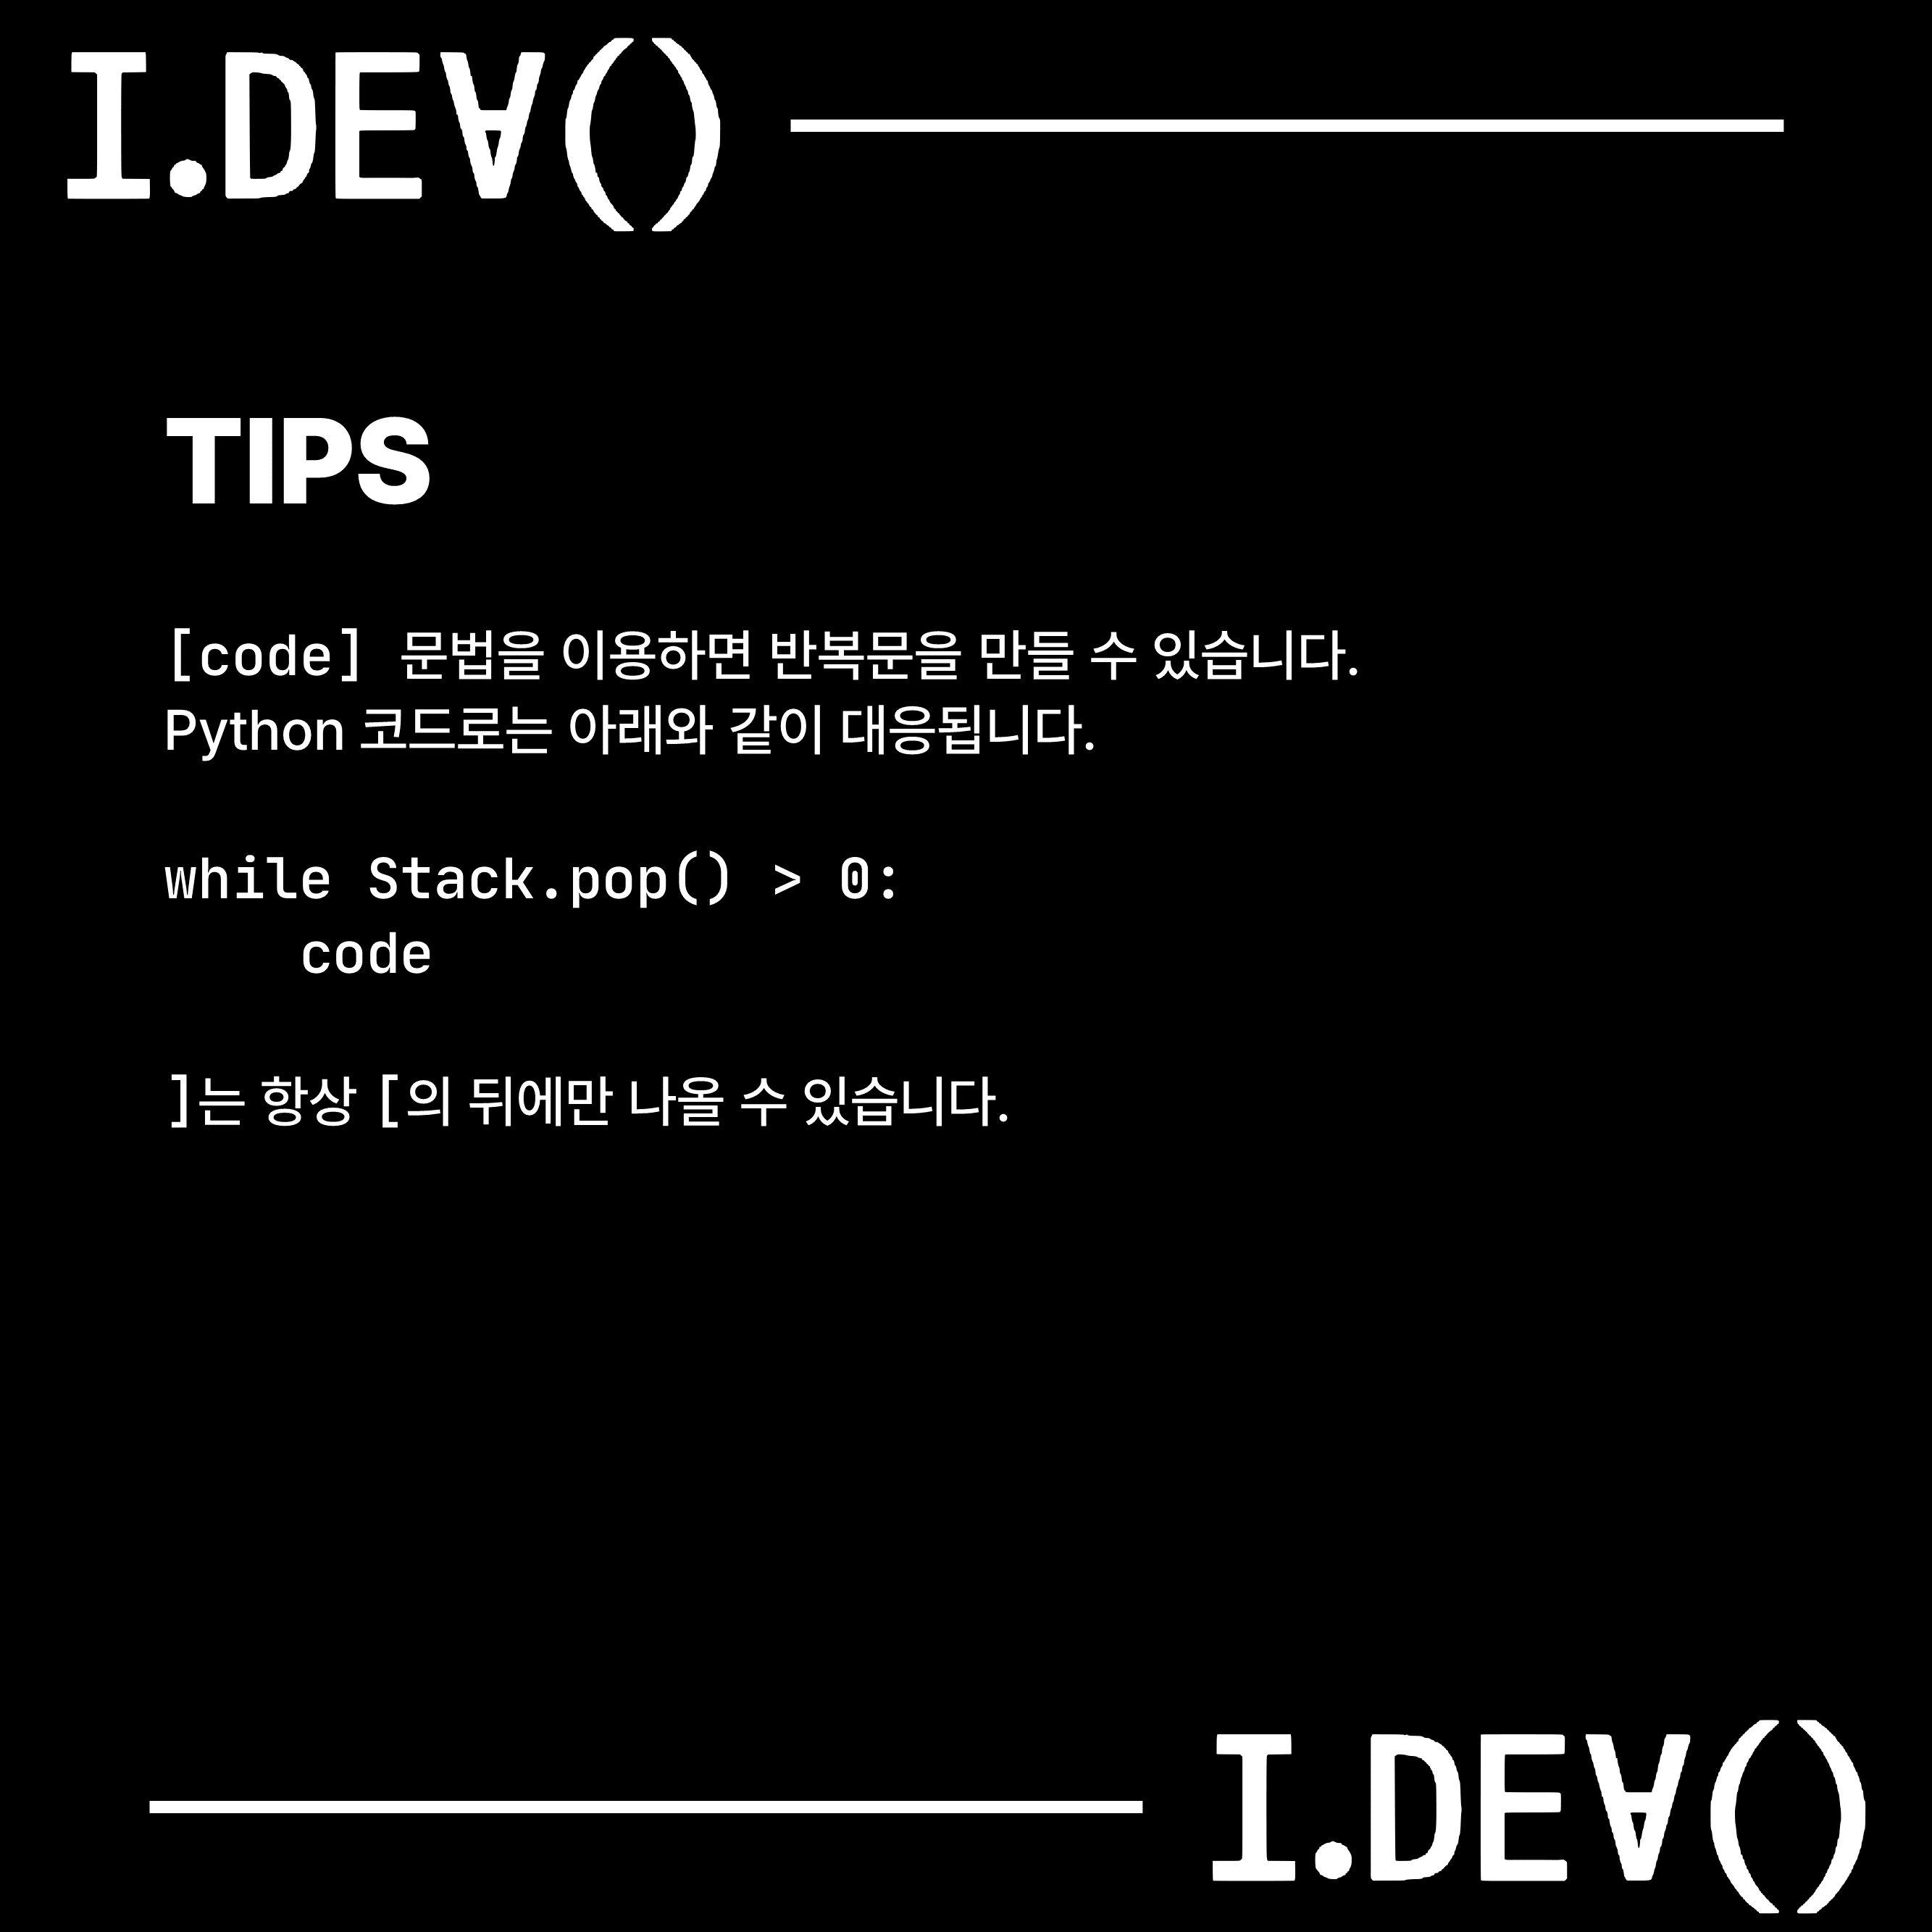 I.DEV()
TIPS
[code] 문법을 이용하면 반복문을 만들 수 있습니다.
Python 코드로는 아래와 같이 대응됩니다.
while Stack.pop() > 0:
    code
]는 항상 [의 뒤에만 나올 수 있습니다.
I.DEV()